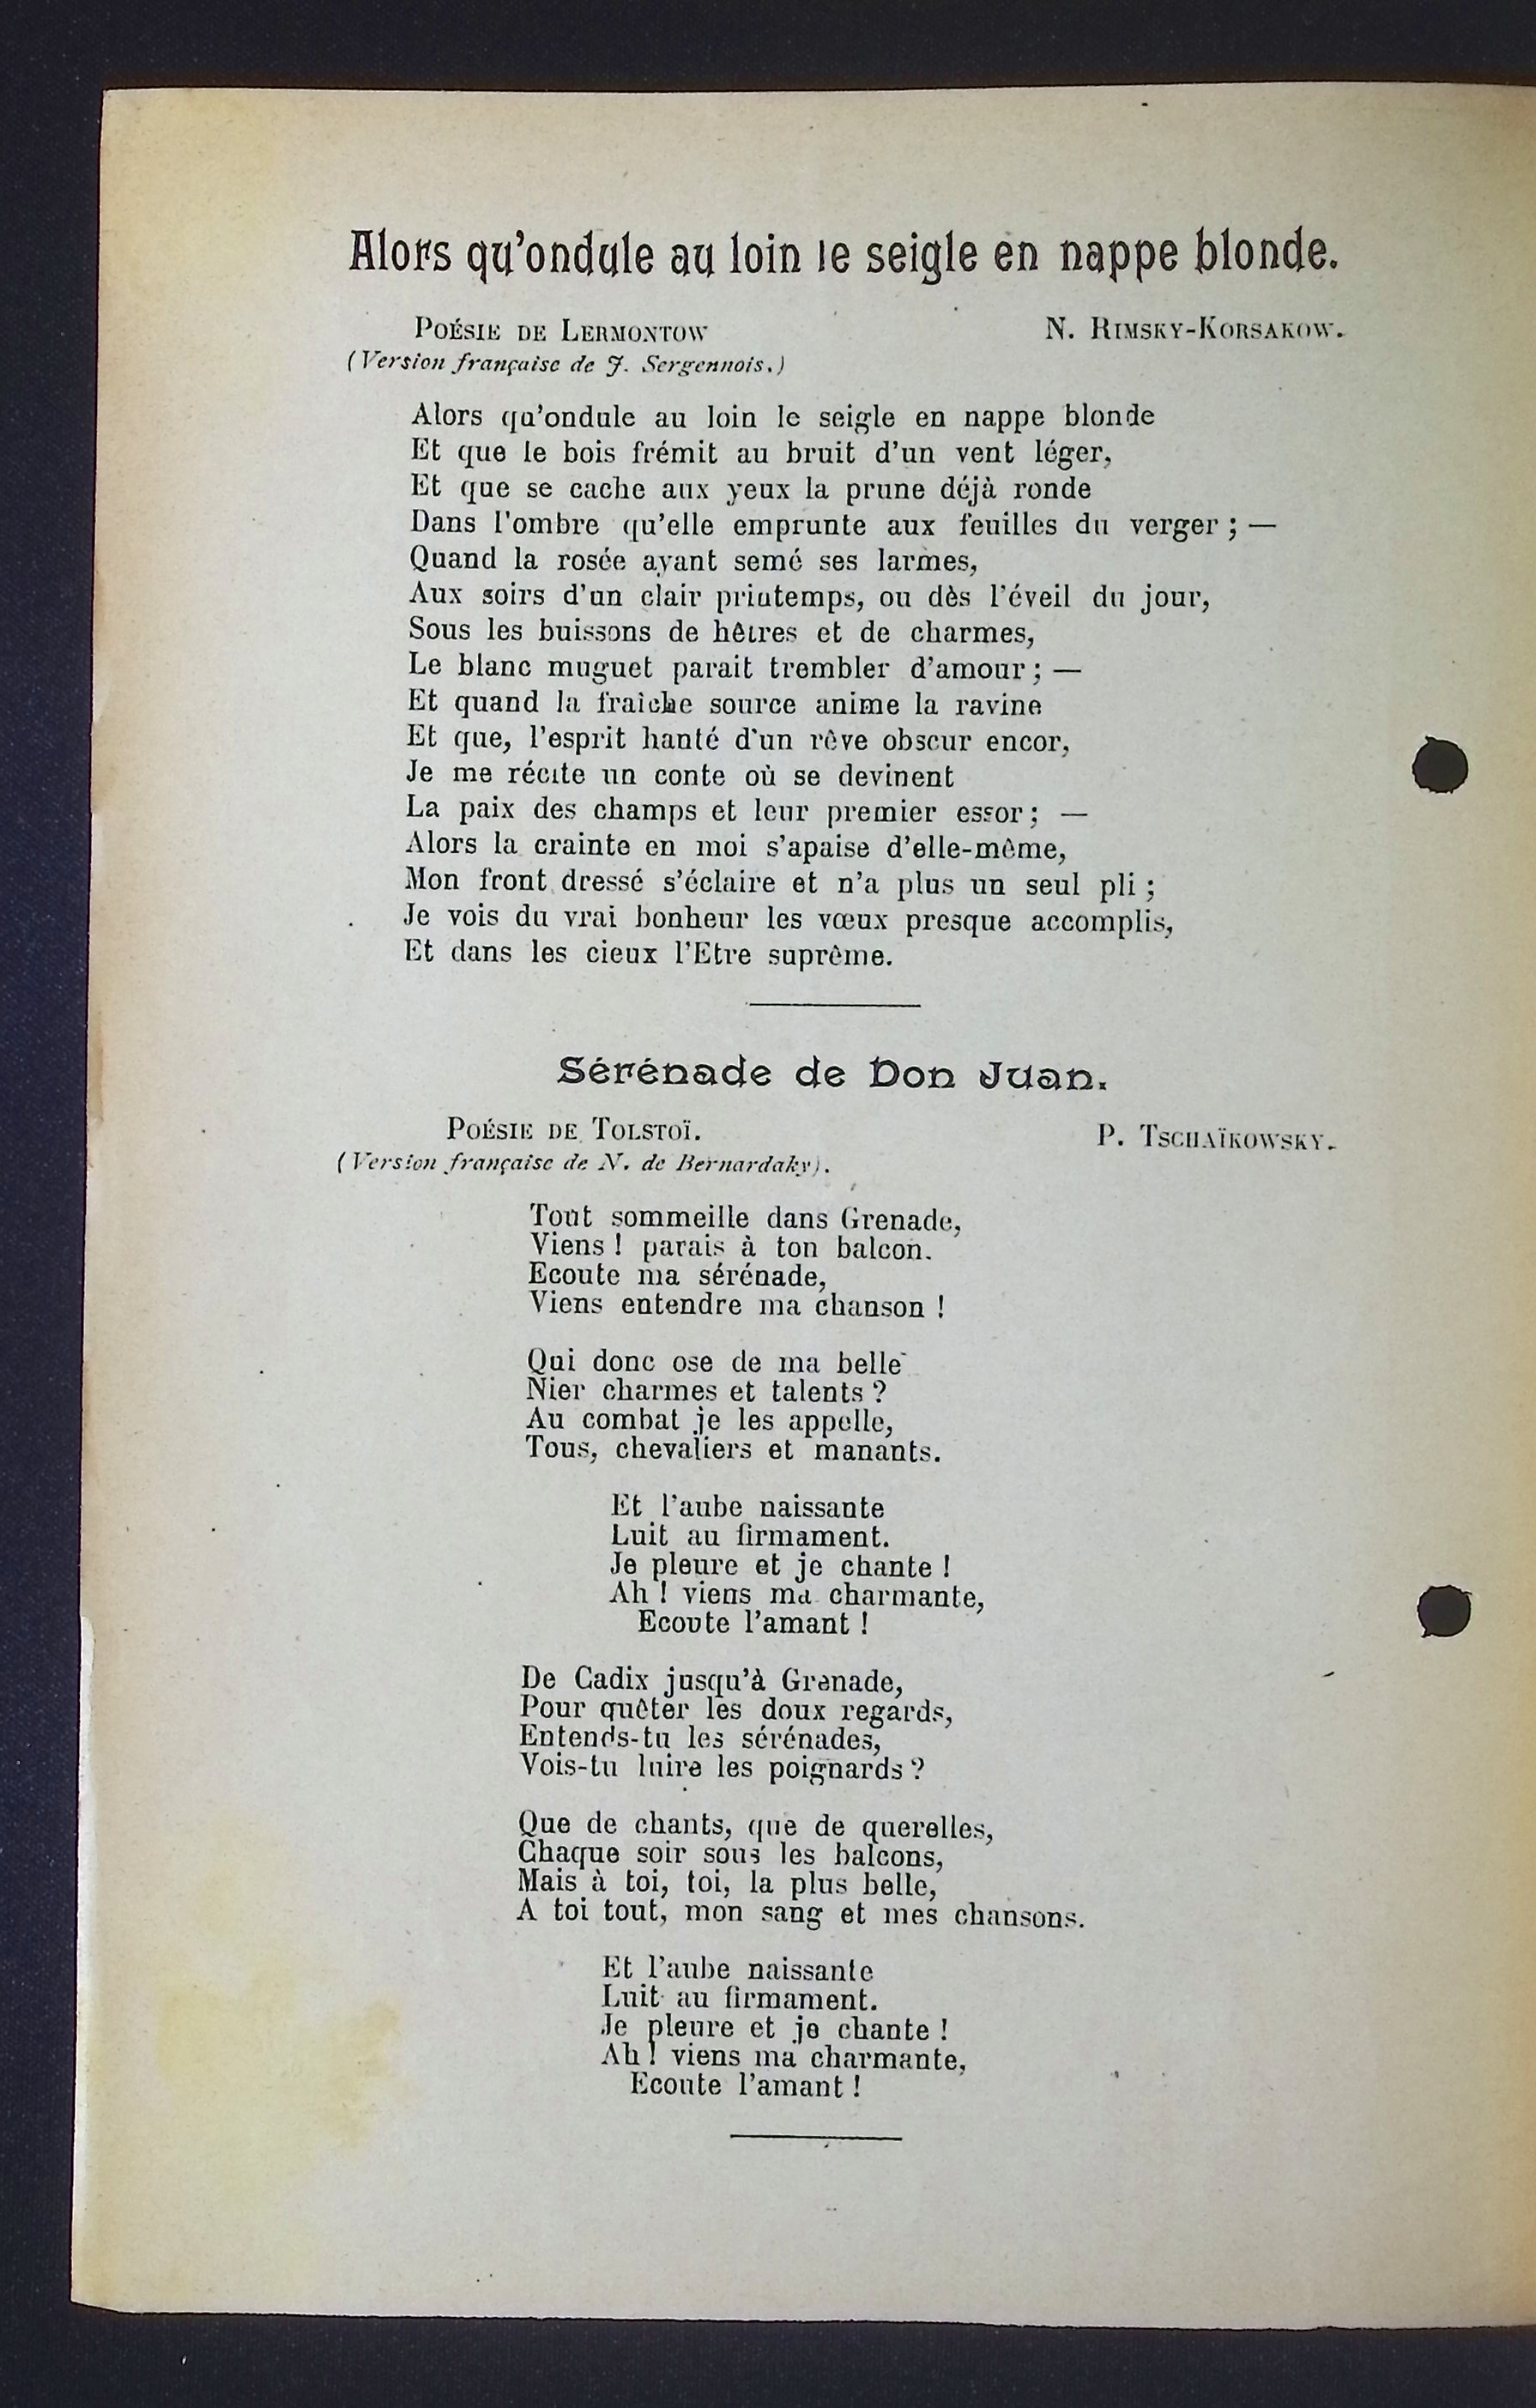 Alors qu'ondule au loin le seigle en nappe blonde.
Poésie de Lermontow
N. Rimsky-Korsakow.
(Version française de J. Sergennois.)
Alors qu'ondule au loin le seigle en nappe blonde
Et que le bois frémit au bruit d'un vent léger,
Et que se cache aux yeux la prune déjà ronde
Dans l'ombre qu'elle emprunte aux feuilles du verger ; —
Quand la rosée ayant semé ses larmes,
Aux soirs d'un clair printemps, ou dès l'éveil du jour,
Sous les buissons de hêtres et de charmes,
Le blanc muguet parait trembler d'amour ; —
Et quand la fraîche source anime la ravine
Et que, l'esprit hanté d'un rêve obscur encor,
Je me récite un conte où se devinent
La paix des champs et leur premier essor ; —
Alors la crainte en moi s'apaise d'elle-même,
Mon front dressé s'éclaire et n'a plus un seul pli ;
Je vois du vrai bonheur les vœux presque accomplis,
Et dans les cieux l'Etre suprême.
Sérénade de Don Juan.
Poésie de Tolstoï.
P. Tschaïkowsky.
(Version française de N. de Bernardaky).
Tout sommeille dans Grenade,
Viens ! parais à ton balcon.
Ecoute ma sérénade,
Viens entendre ma chanson !
Qui donc ose de ma belle
Nier charmes et talents ?
Au combat je les appelle,
Tous, chevaliers et manants.
Et l'aube naissante
Luit au firmament.
Je pleure et je chante !
Ah ! viens ma charmante,
Ecoute l'amant !
De Cadix jusqu'à Grenade,
Pour quêter les doux regards,
Entends-tu les sérénades,
Vois-tu luire les poignards ?
Que de chants, que de querelles,
Chaque soir sous les balcons,
Mais à toi, toi, la plus belle,
A toi tout, mon sang et mes chansons.
Et l'aube naissante
Luit au firmament.
Je pleure et je chante !
Ah ! viens ma charmante,
Ecoute l'amant !